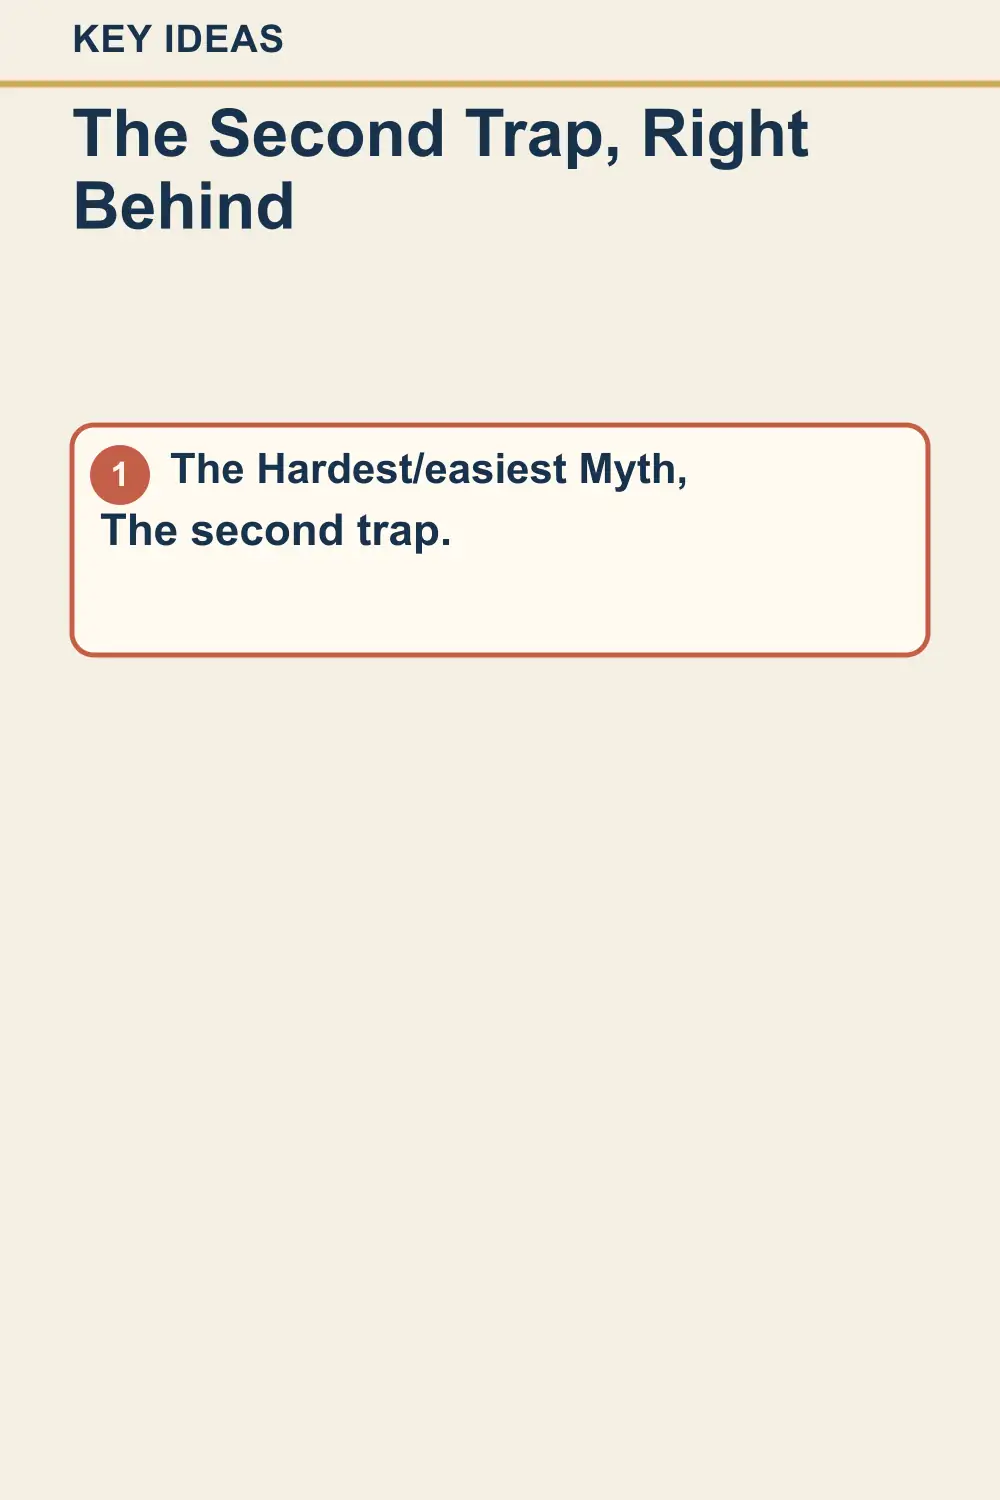 KEY IDEAS
The Second Trap, Right
Behind
1 The Hardest/easiest Myth,
The second trap.